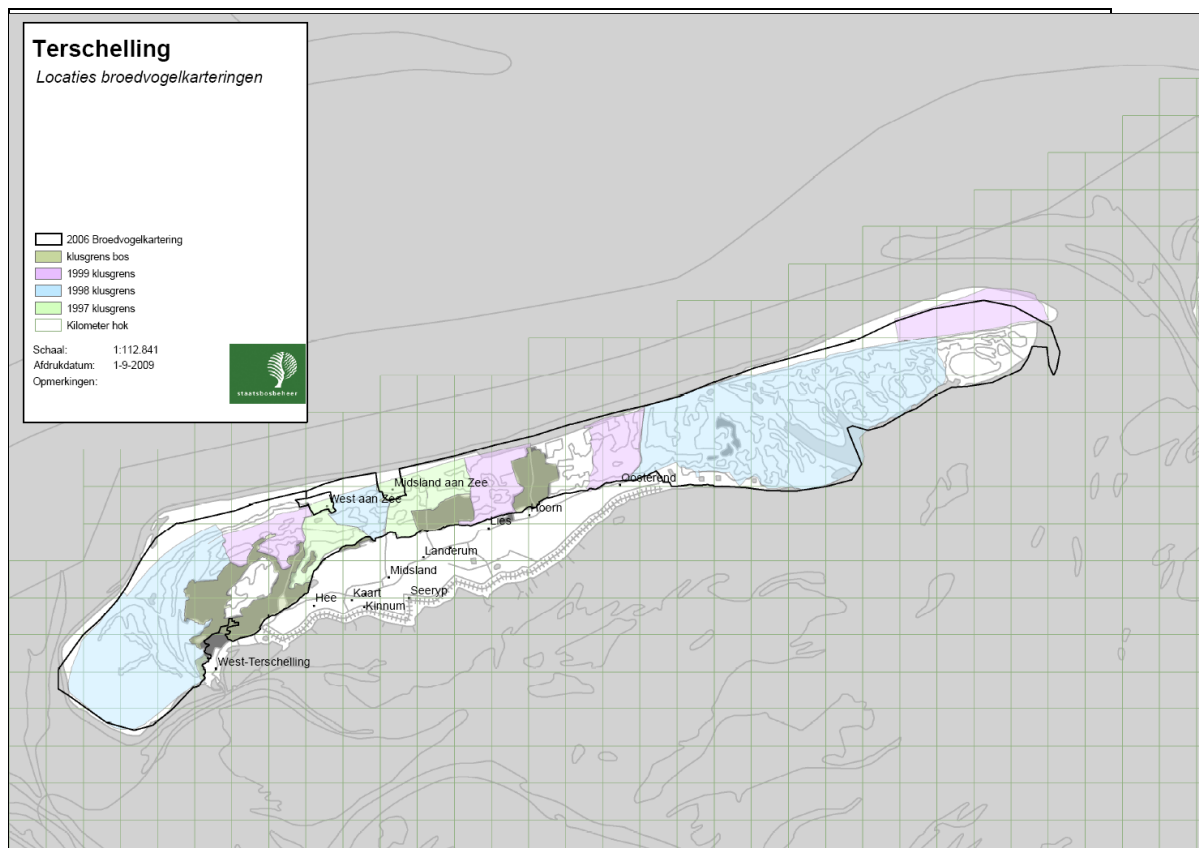 Terschelling
Locaties broedvogelkarteringen
2006 Broedvogelkartering
klusgrens bos
1999 klusgrens
1998 klusgrens
1997 klusgrens
Kilometer hok
Schaal: 1:112.841
Afdrukdatum: 1-9-2009
Opmerkingen:
staatsbosbeheer
Oosterend
Midsland aan Zee
West aan Zee
Hoorn
Lies
Landerum
Midsland
Seeryp
Kaart
Hee
Kinnum
West-Terschelling